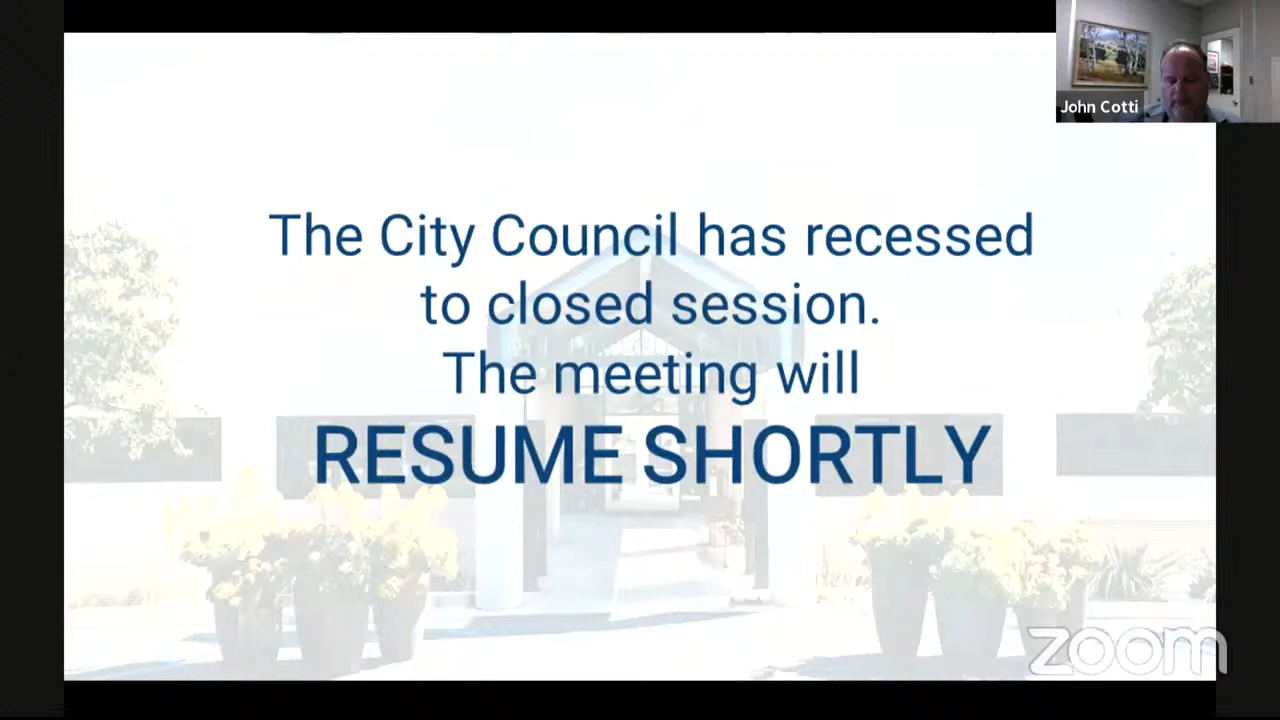 John Cotti
The City Council has recessed
to closed session.
The meeting will
RESUME SHORTLY
zoom